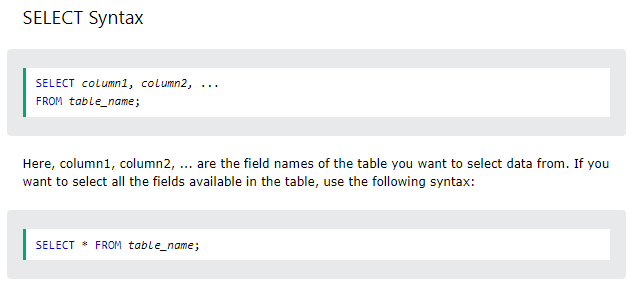 SELECT Syntax
SELECT column1, column2, ...
FROM table_name;
Here, column1, column2, ... are the field names of the table you want to select data from. If you
want to select all the fields available in the table, use the following syntax:
SELECT * FROM table_name;